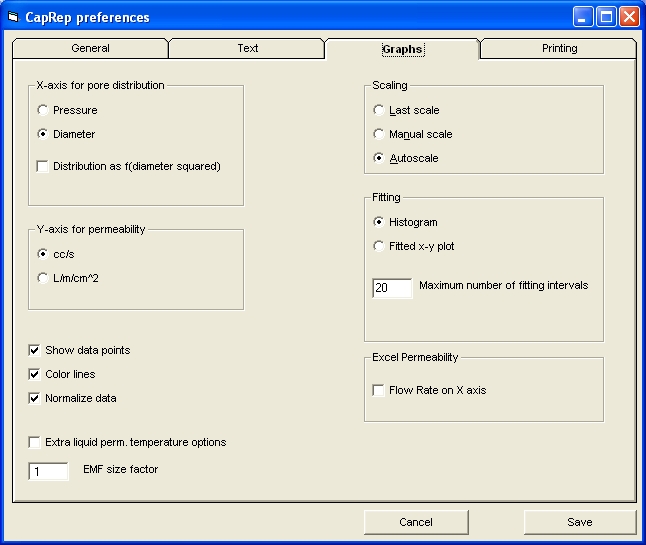 CapRep preferences
General
Text
Graphs
Printing
X-axis for pore distribution
Pressure
Diameter
Distribution as f(diameter squared)
Y-axis for permeability
cc/s
L/m/cm^2
Show data points
Color lines
Normalize data
Extra liquid perm. temperature options
1 EMF size factor
Scaling
Last scale
Manual scale
Autoscale
Fitting
Histogram
Fitted x-y plot
20 Maximum number of fitting intervals
Excel Permeability
Flow Rate on X axis
Cancel
Save